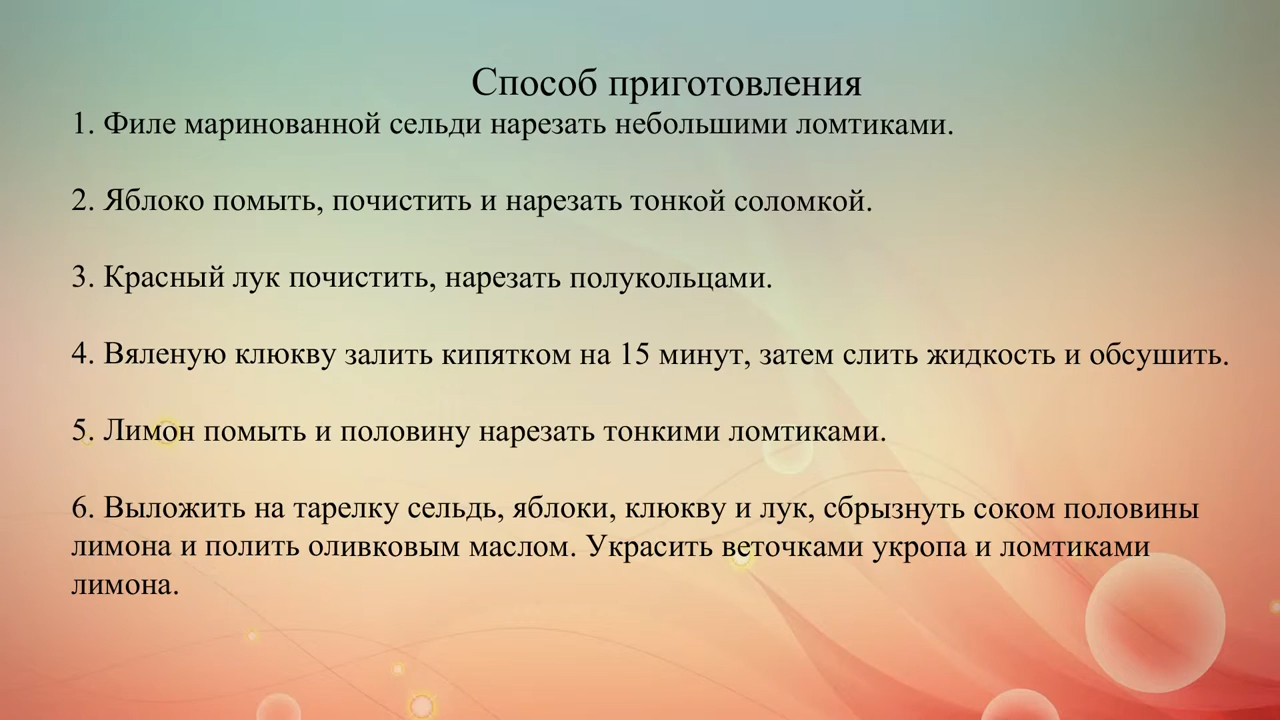 Способ приготовления
1. Филе маринованной сельди нарезать небольшими ломтиками.
2. Яблоко помыть, почистить и нарезать тонкой соломкой.
3. Красный лук почистить, нарезать полукольцами.
4. Вяленую клюкву залить кипятком на 15 минут, затем слить жидкость и обсушить.
5. Лимон помыть и половину нарезать тонкими ломтиками.
6. Выложить на тарелку сельдь, яблоки, клюкву и лук, сбрызнуть соком половины
лимона и полить оливковым маслом. Украсить веточками укропа и ломтиками
лимона.